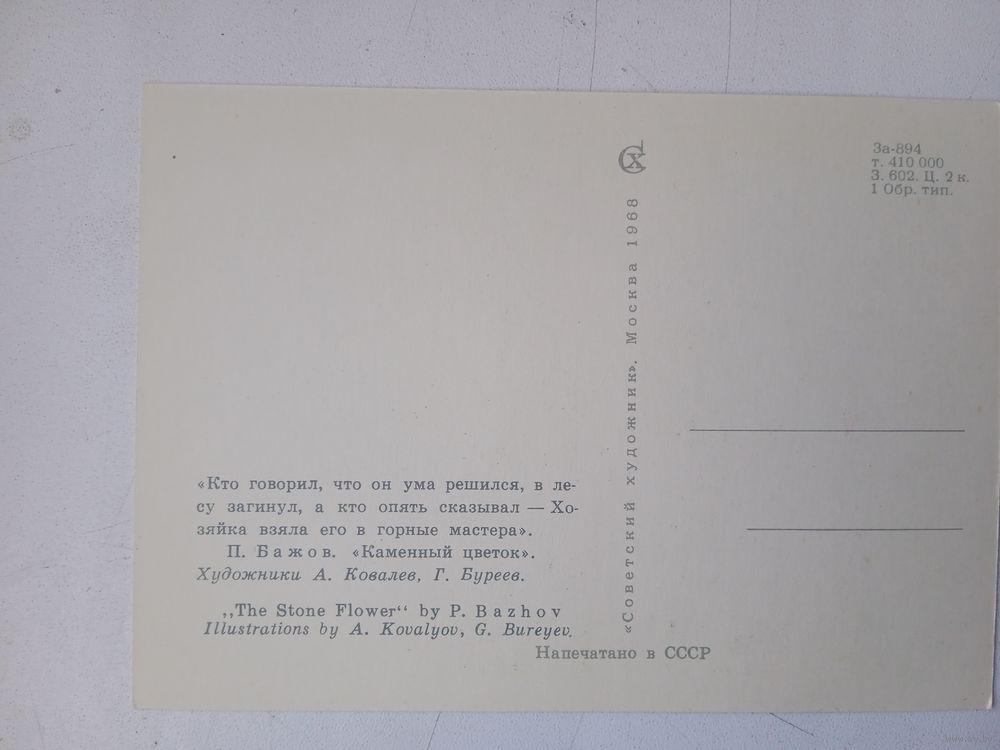 «Кто говорил, что он ума решился, в ле-
су загинул, а кто опять сказывал — Хо-
зяйка взяла его в горные мастера».
П. Бажов. «Каменный цветок».
Художники А. Ковалев, Г. Буреев.
,,The Stone Flower“ by P. Bazhov
Illustrations by A. Kovalyov, G. Bureyev.
«Советский художник». Москва 1968
Напечатано в СССР
СХ
За-894
т. 410 000
З. 602. Ц. 2 к.
1 Обр. тип.